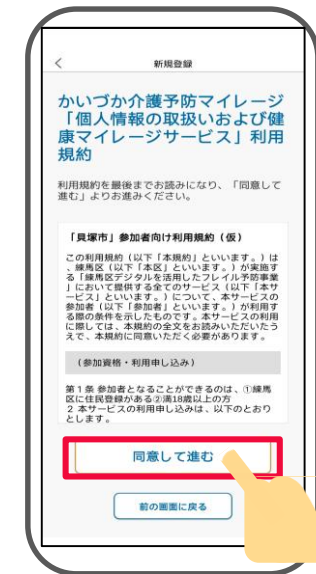 新規登録
かいづか介護予防マイレージ
「個人情報の取扱いおよび健
康マイレージサービス」利用
規約
利用規約を最後までお読みになり、「同意して
進む」よりお進みください。
「貝塚市」参加者向け利用規約（仮）
この利用規約（以下「本規約」といいます。）は
、練馬区（以下「本区」といいます。）が実施す
る「練馬区デジタルを活用したフレイル予防事業
」において提供する全てのサービス（以下「本サ
ービス」といいます。）について、本サービスの
参加者（以下「参加者」といいます。）が利用す
る際の条件を示したものです。本サービスの利用
に際しては、本規約の全文をお読みいただいたう
えで、本規約に同意いただく必要があります。
（参加資格・利用申し込み）
第１条 参加者となることができるのは、①練馬
区に住民登録がある②満18歳以上の方
２ 本サービスの利用申し込みは、以下のとおり
とします。
同意して進む
前の画面に戻る